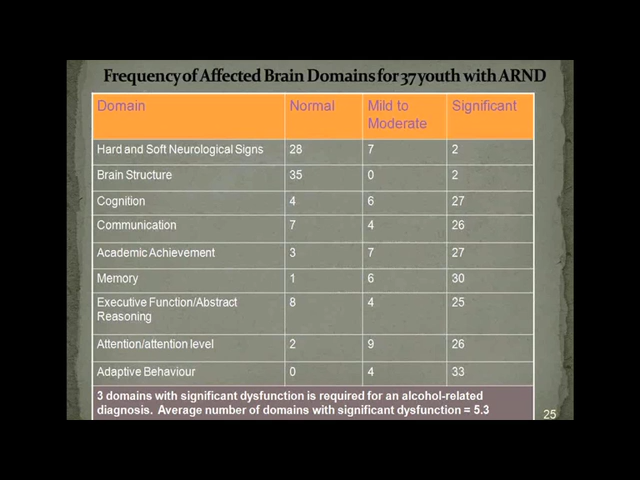 Frequency of Affected Brain Domains for 37 youth with ARND
Domain Normal Mild to Moderate Significant
Hard and Soft Neurological Signs 28 7 2
Brain Structure 35 0 2
Cognition 4 6 27
Communication 7 4 26
Academic Achievement 3 7 27
Memory 1 6 30
Executive Function/Abstract Reasoning 8 4 25
Attention/attention level 2 9 26
Adaptive Behaviour 0 4 33
3 domains with significant dysfunction is required for an alcohol-related
diagnosis. Average number of domains with significant dysfunction = 5.3
25